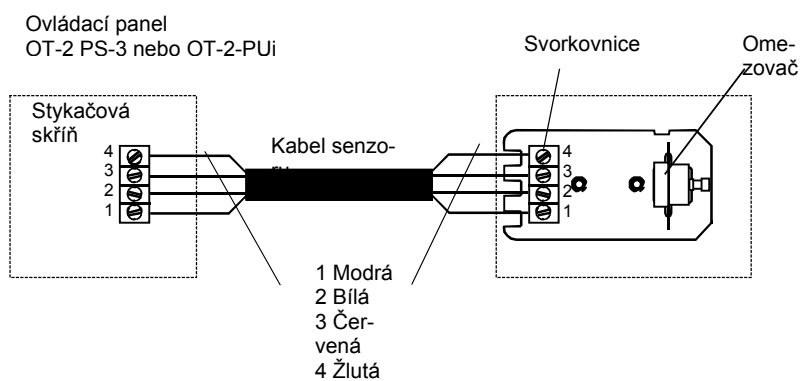 Ovládací panel
OT-2 PS-3 nebo OT-2-PUi
Svorkovnice
Ome-
zovač
Stykačová
skříň
Kabel senzo-
ru
4
3
2
1
4
3
2
1
1 Modrá
2 Bílá
3 Čer-
vená
4 Žlutá